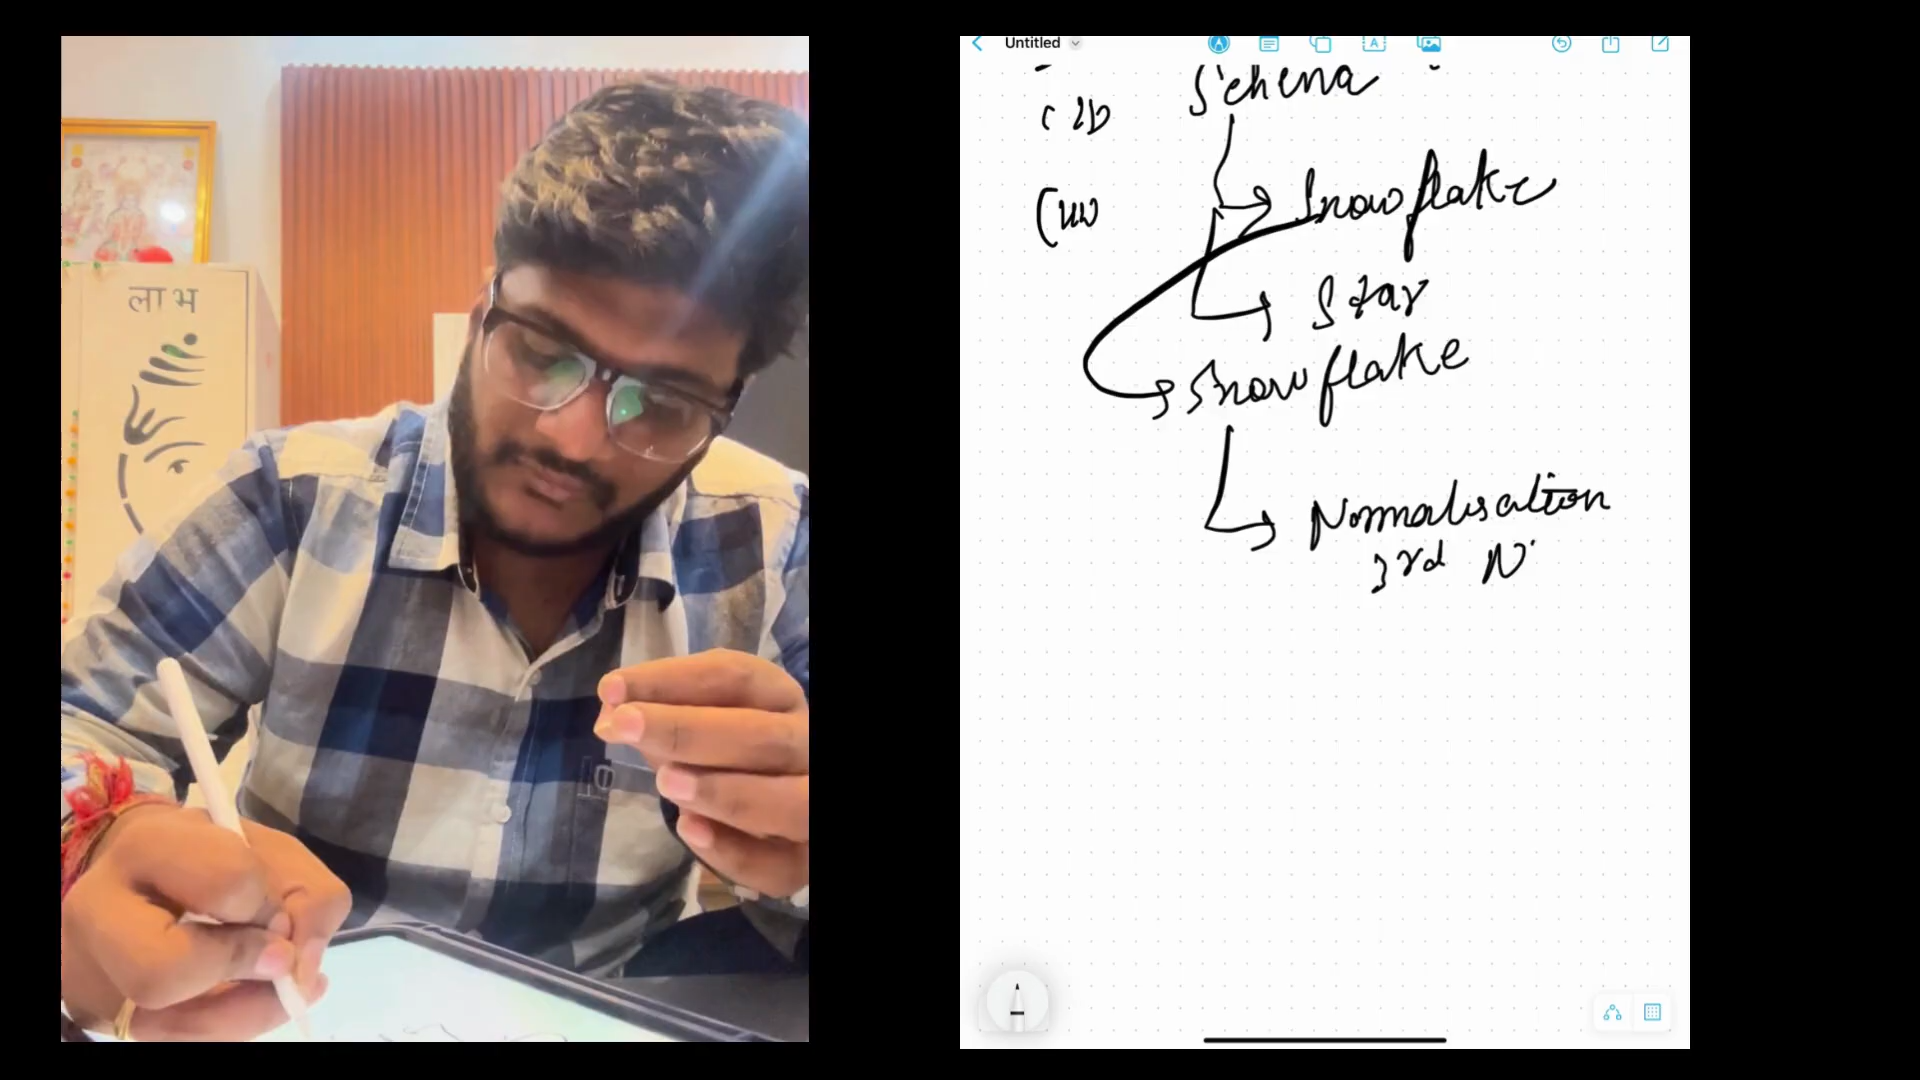 लाभ
Untitled
Schema
Snowflake
Star
Snowflake
Normalisation
3rd N